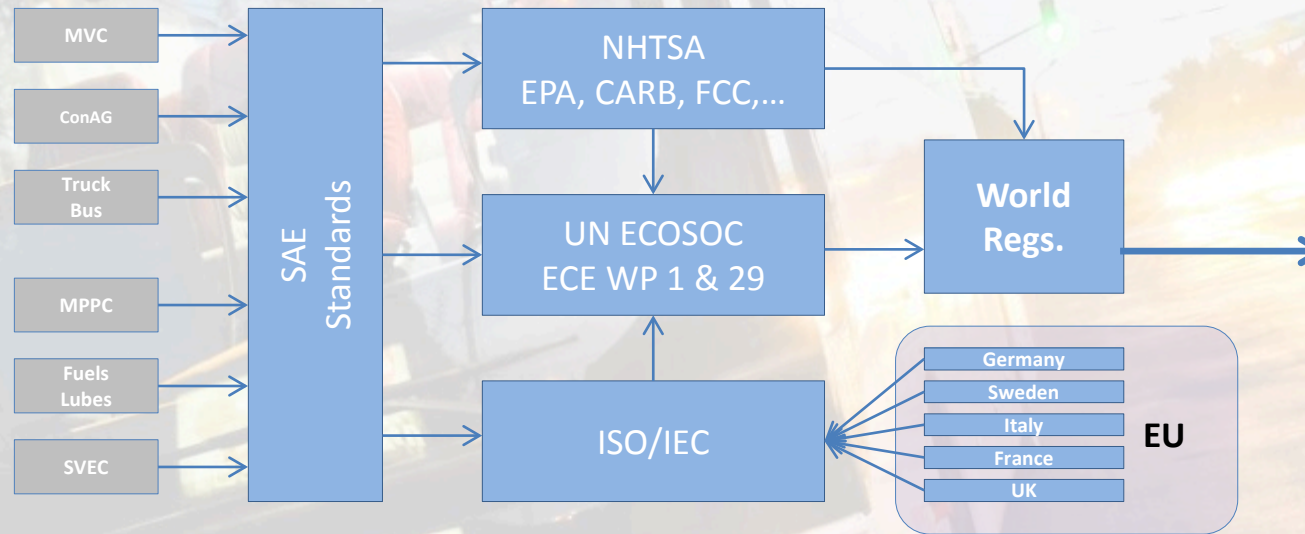 MVC
ConAG
Truck
Bus
MPPC
Fuels
Lubes
SVEC
SAE
Standards
NHTSA
EPA, CARB, FCC,...
UN ECOSOC
ECE WP 1 & 29
ISO/IEC
World
Regs.
Germany
Sweden
Italy
France
UK
EU